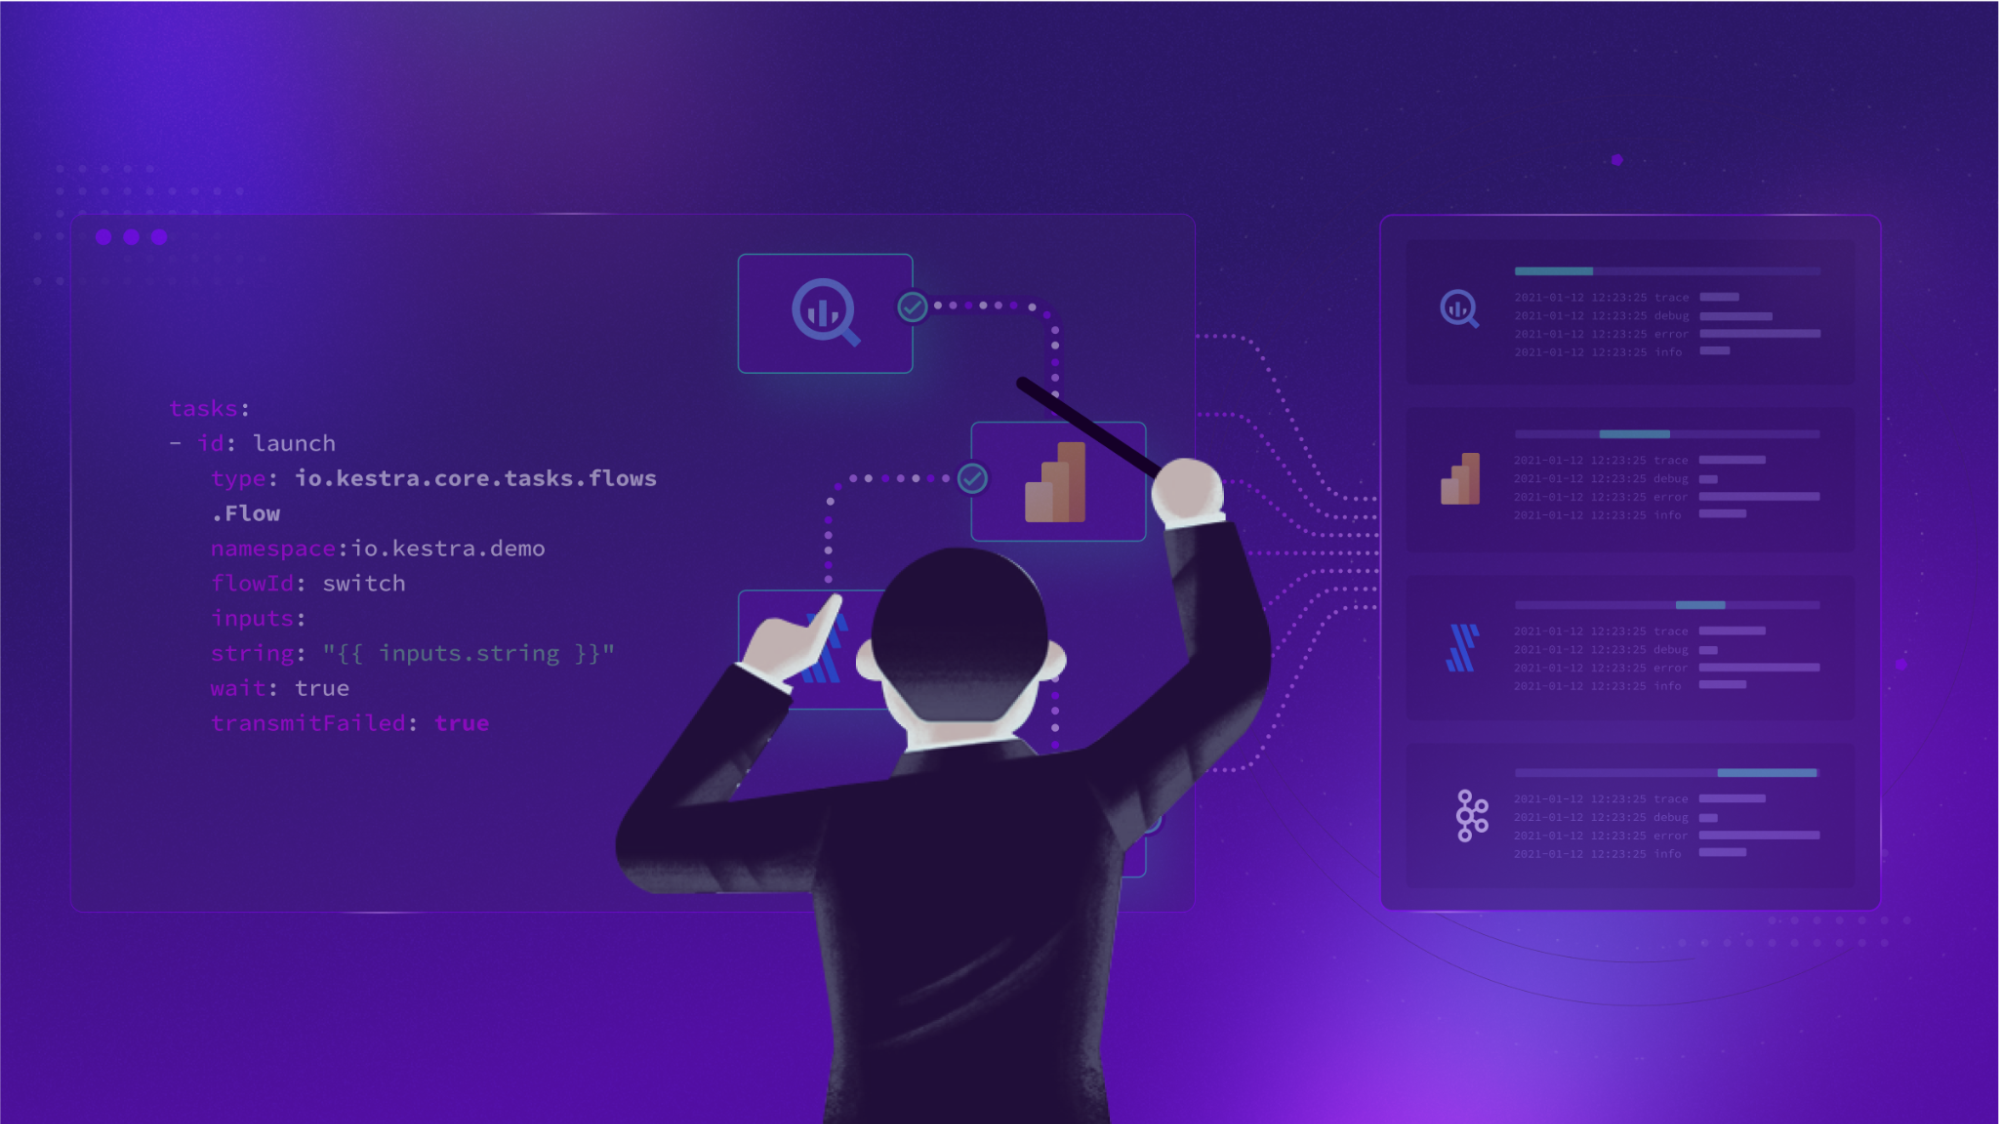 tasks:
- id: launch
type: io.kestra.core.tasks.flows
.Flow
namespace:io.kestra.demo
flowId: switch
inputs:
string: "{{ inputs.string }}"
wait: true
transmitFailed: true
2021-01-12 12:23:25 trace
2021-01-12 12:23:25 debug
2021-01-12 12:23:25 error
2021-01-12 12:23:25 info
2021-01-12 12:23:25 trace
2021-01-12 12:23:25 debug
2021-01-12 12:23:25 error
2021-01-12 12:23:25 info
2021-01-12 12:23:25 trace
2021-01-12 12:23:25 debug
2021-01-12 12:23:25 error
2021-01-12 12:23:25 info
2021-01-12 12:23:25 trace
2021-01-12 12:23:25 debug
2021-01-12 12:23:25 error
2021-01-12 12:23:25 info